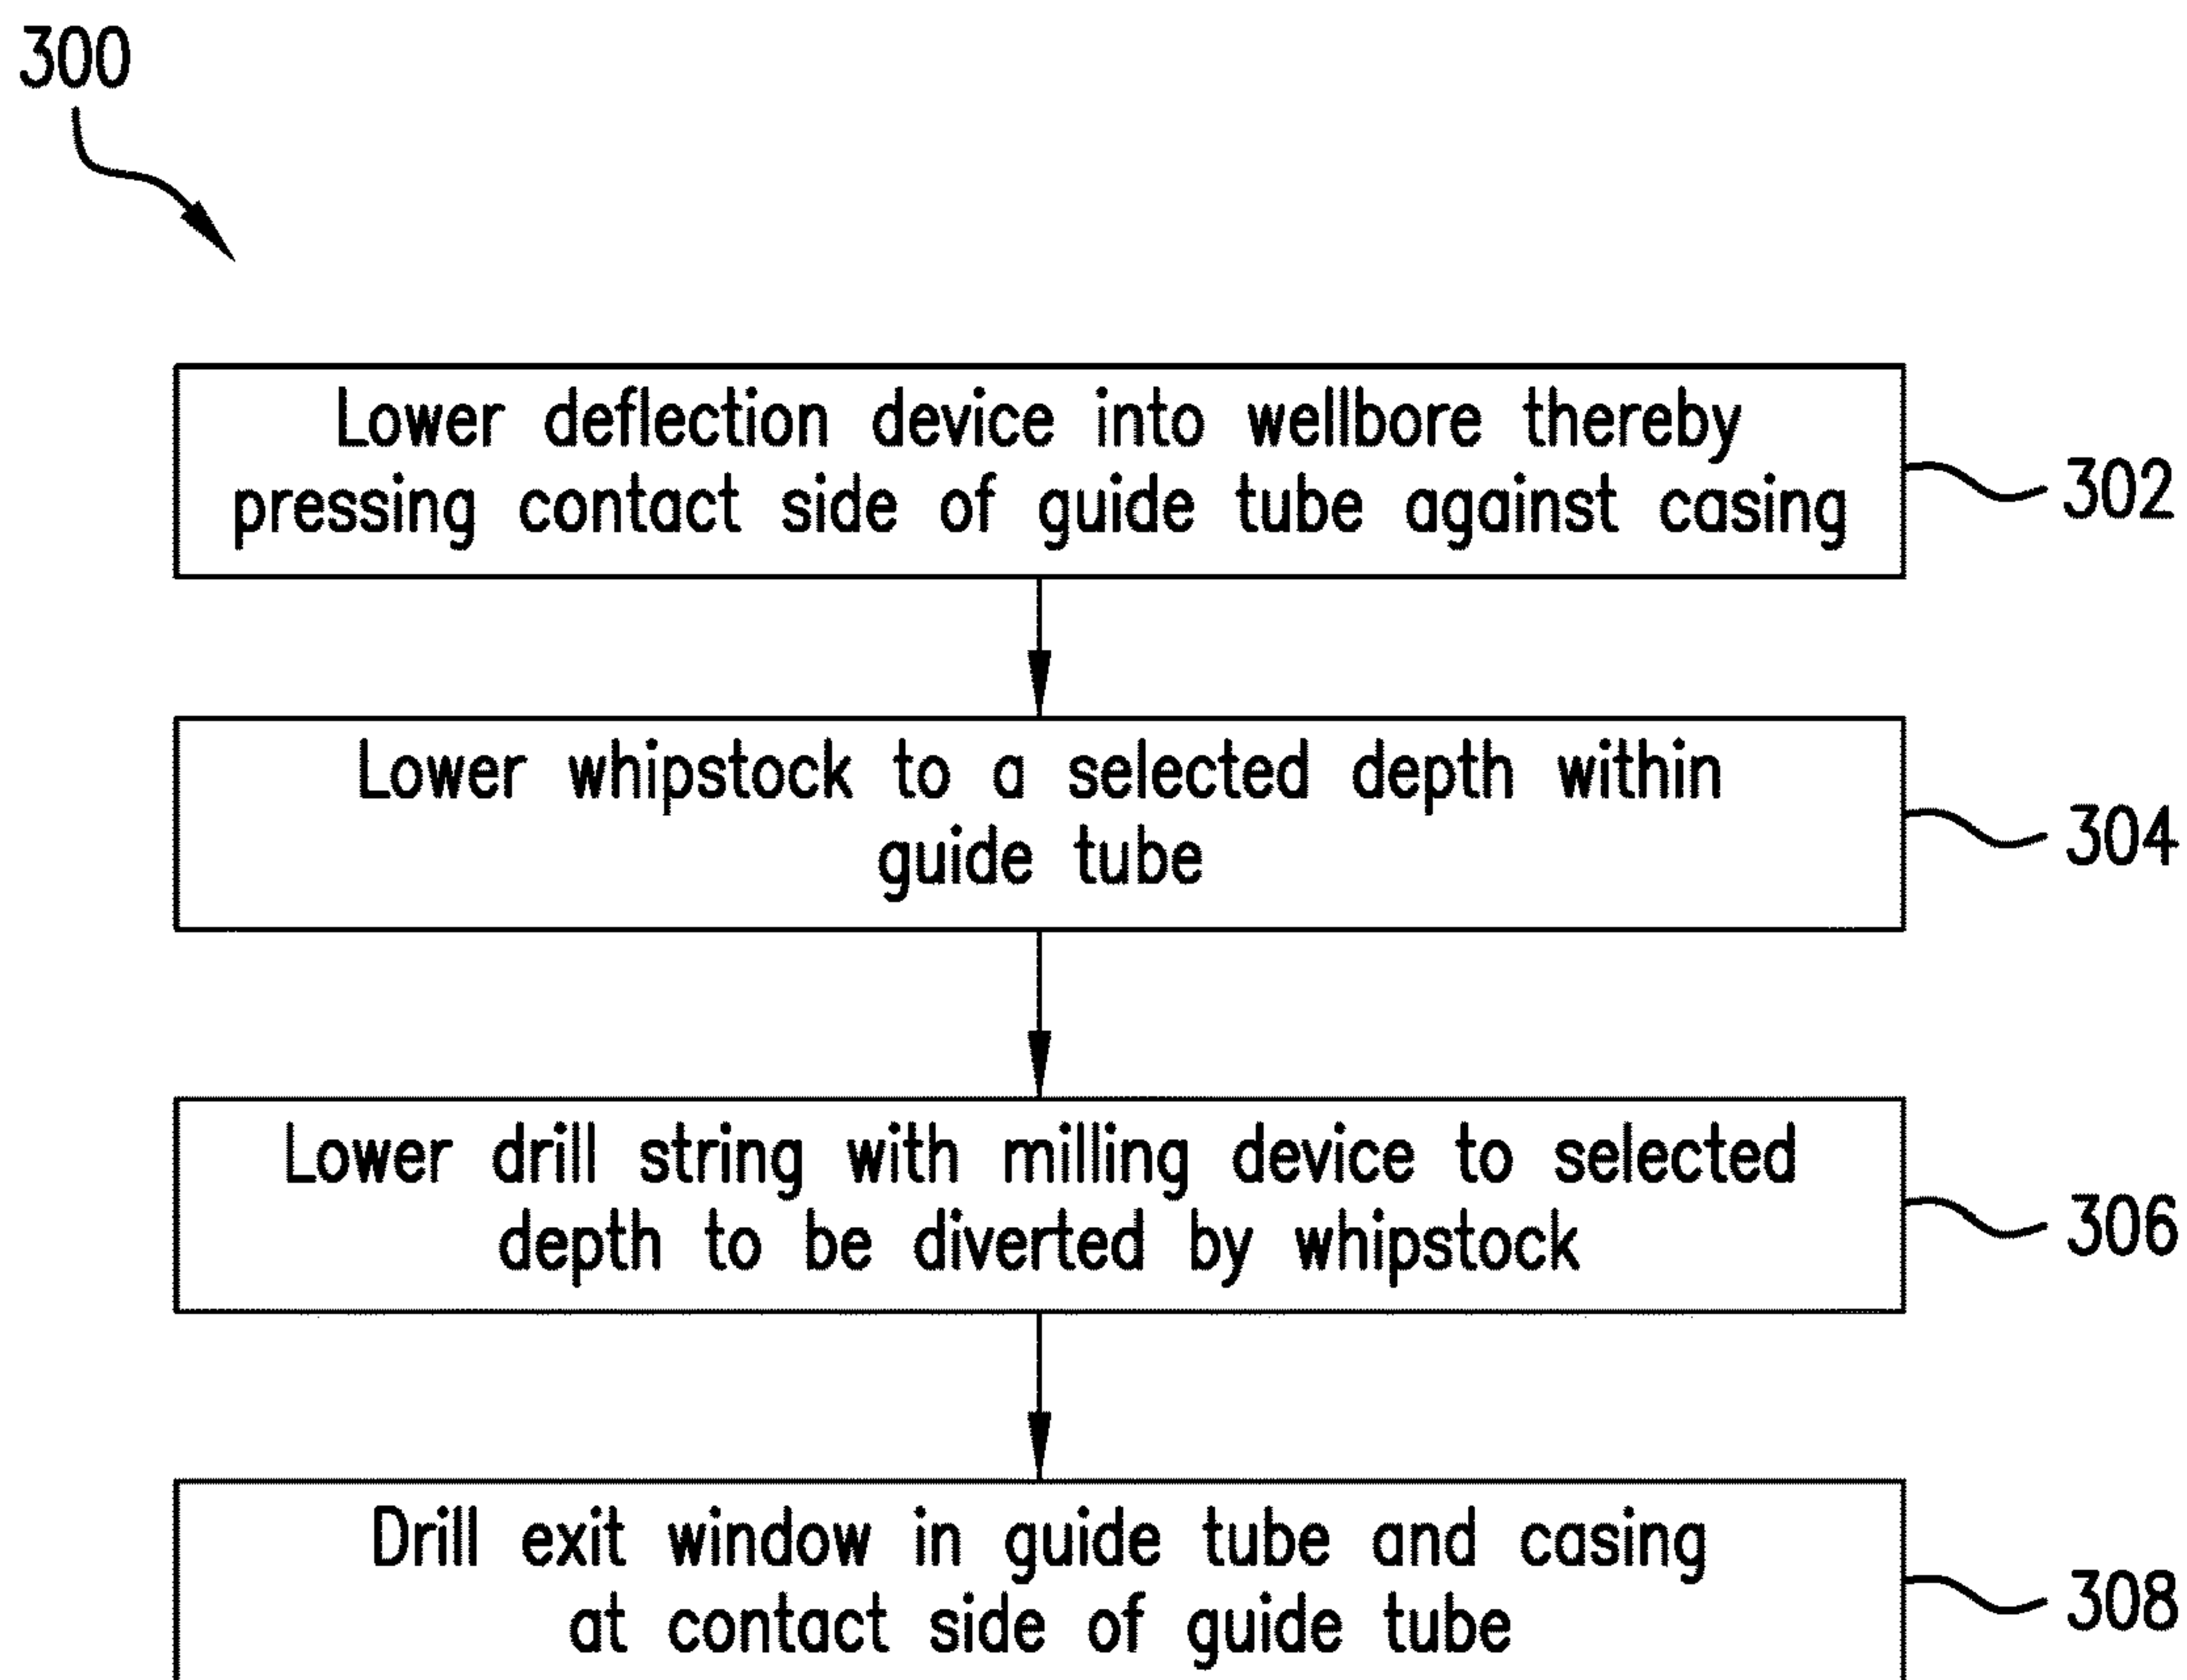 300
Lower deflection device into wellbore thereby
pressing contact side of guide tube against casing
302
Lower whipstock to a selected depth within
guide tube
304
Lower drill string with milling device to selected
depth to be diverted by whipstock
306
Drill exit window in guide tube and casing
at contact side of guide tube
308